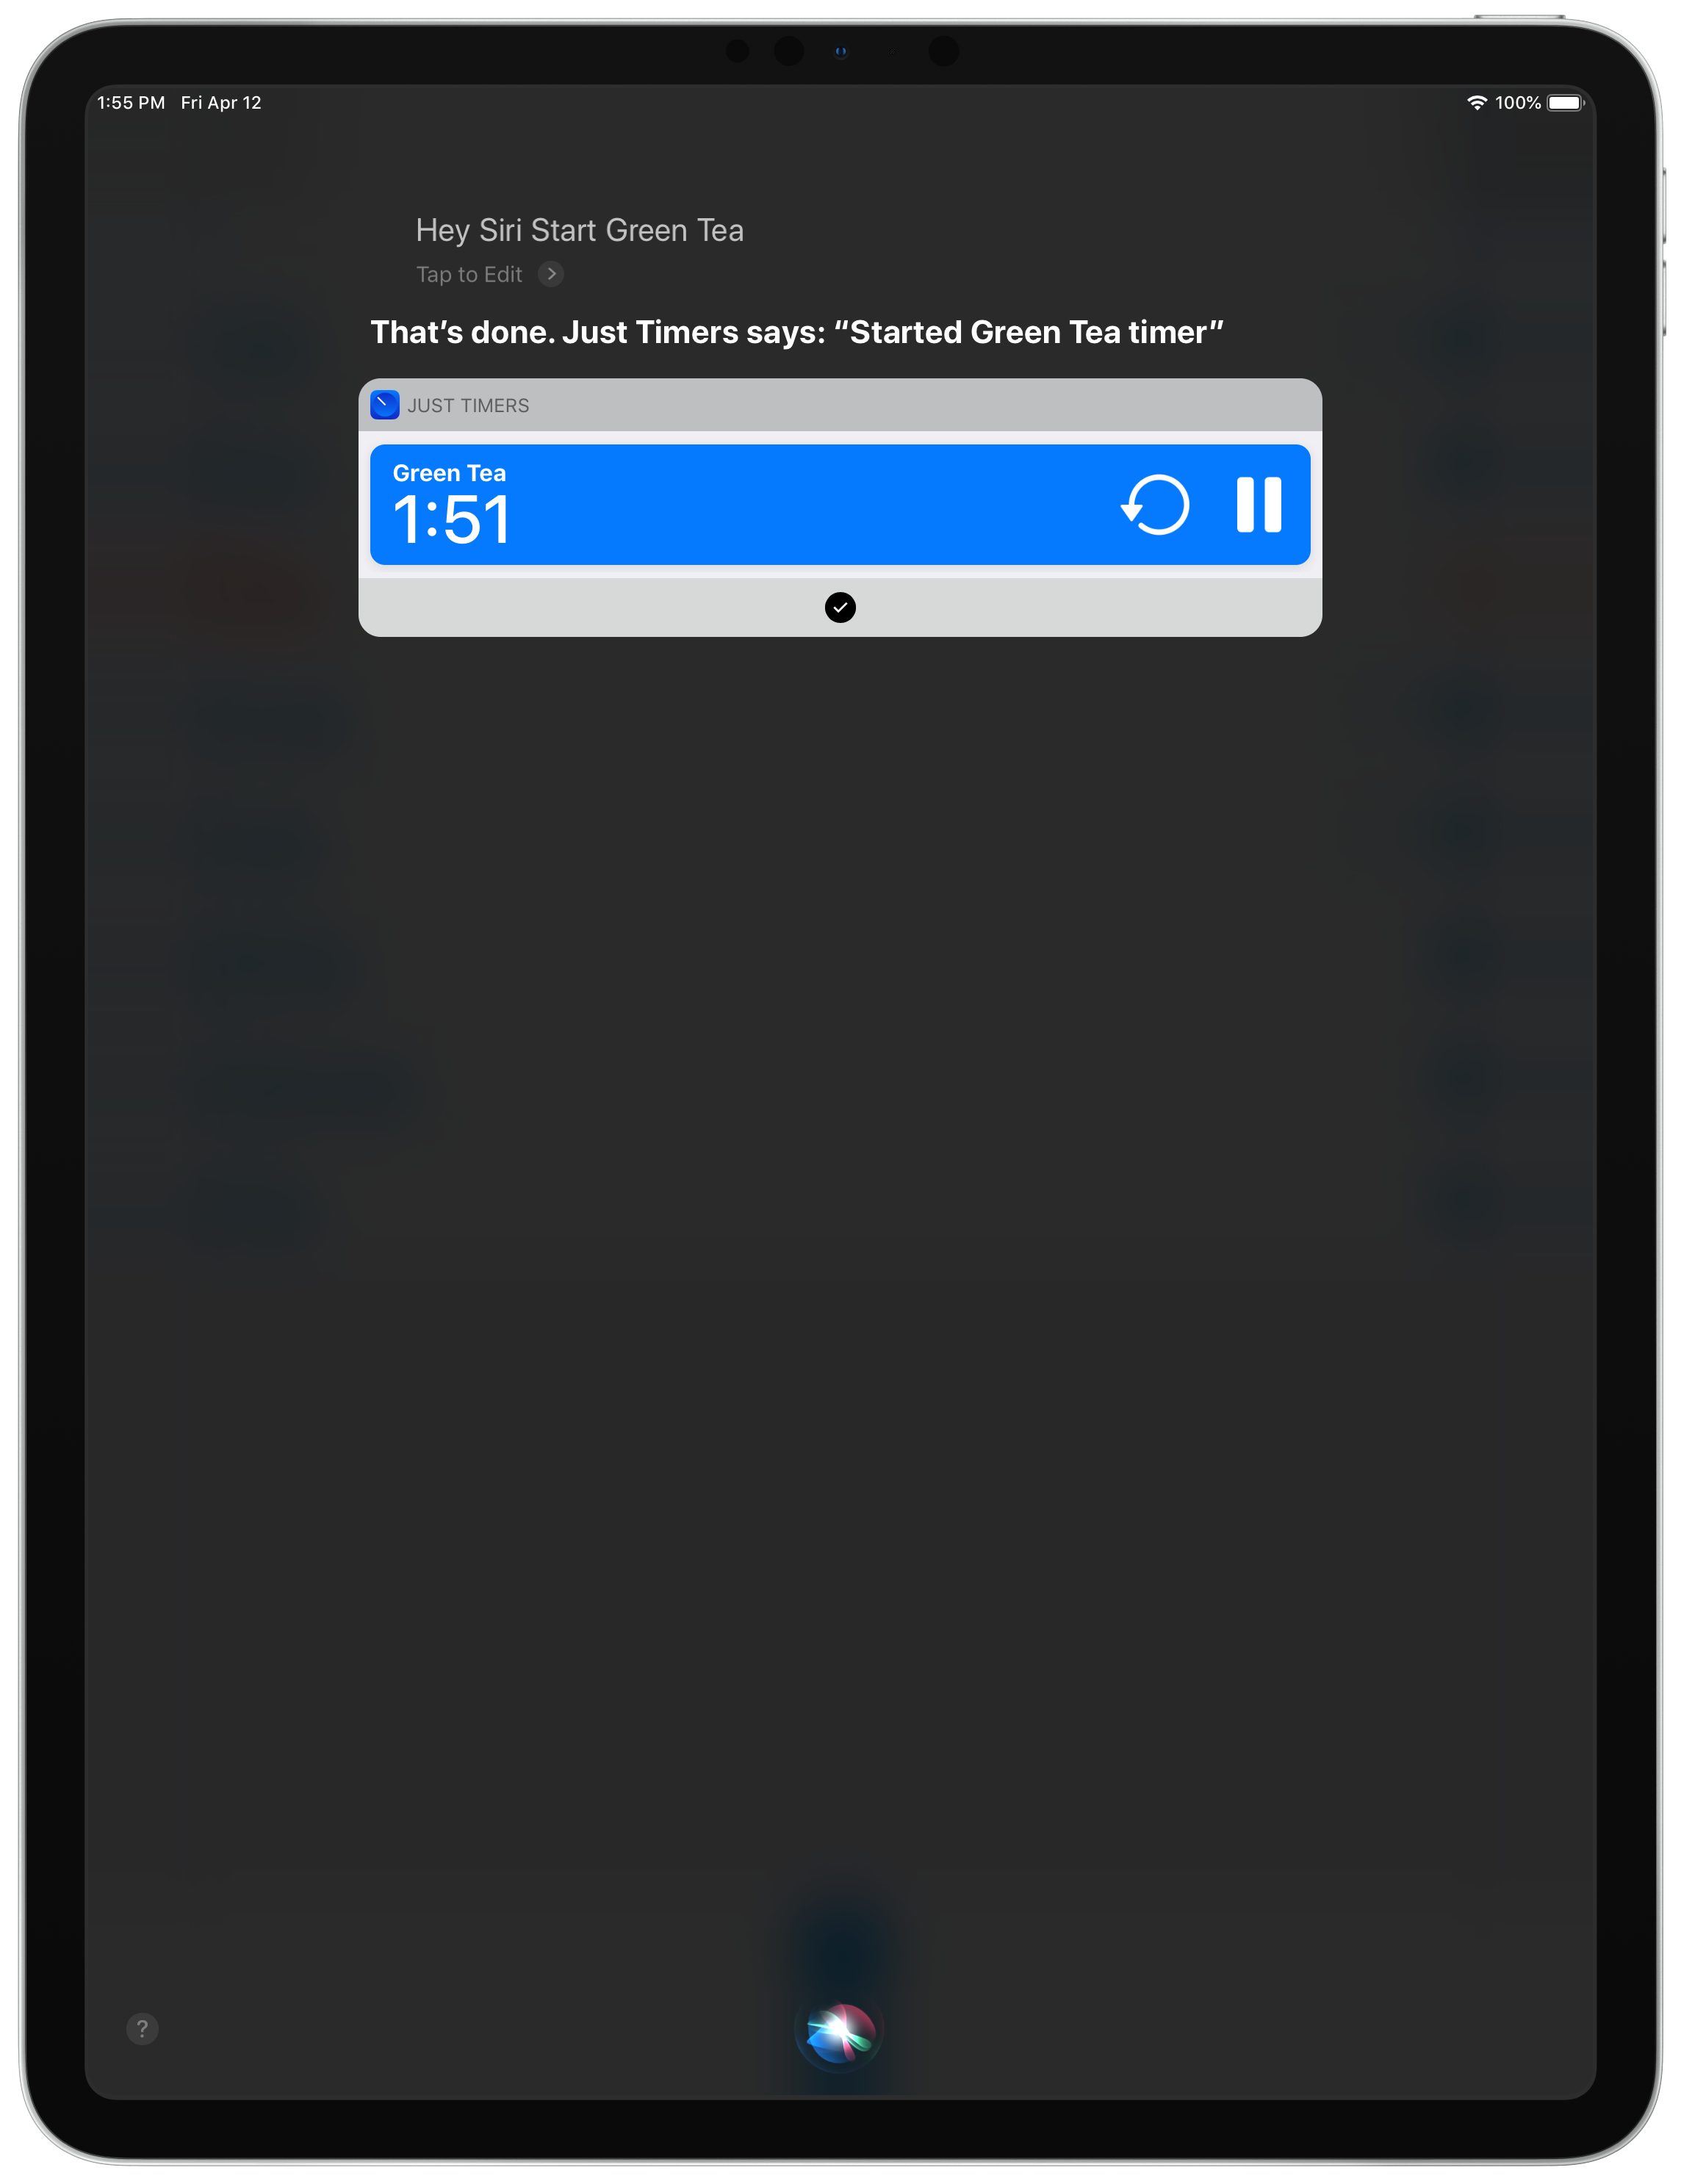 1:55 PM Fri Apr 12 100%
Hey Siri Start Green Tea
Tap to Edit
That’s done. Just Timers says: “Started Green Tea timer”
JUST TIMERS
Green Tea
1:51
?